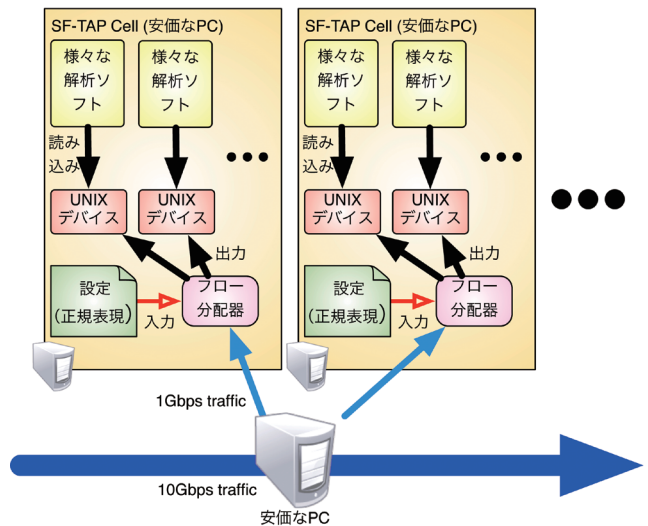 SF-TAP Cell (安価なPC)
様々な
解析ソ
フト
様々な
解析ソ
フト
読み
込み
UNIX
デバイス
UNIX
デバイス
出力
設定
(正規表現)
入力
フロー
分配器
SF-TAP Cell (安価なPC)
様々な
解析ソ
フト
様々な
解析ソ
フト
読み
込み
UNIX
デバイス
UNIX
デバイス
出力
設定
(正規表現)
入力
フロー
分配器
1Gbps traffic
10Gbps traffic
安価なPC